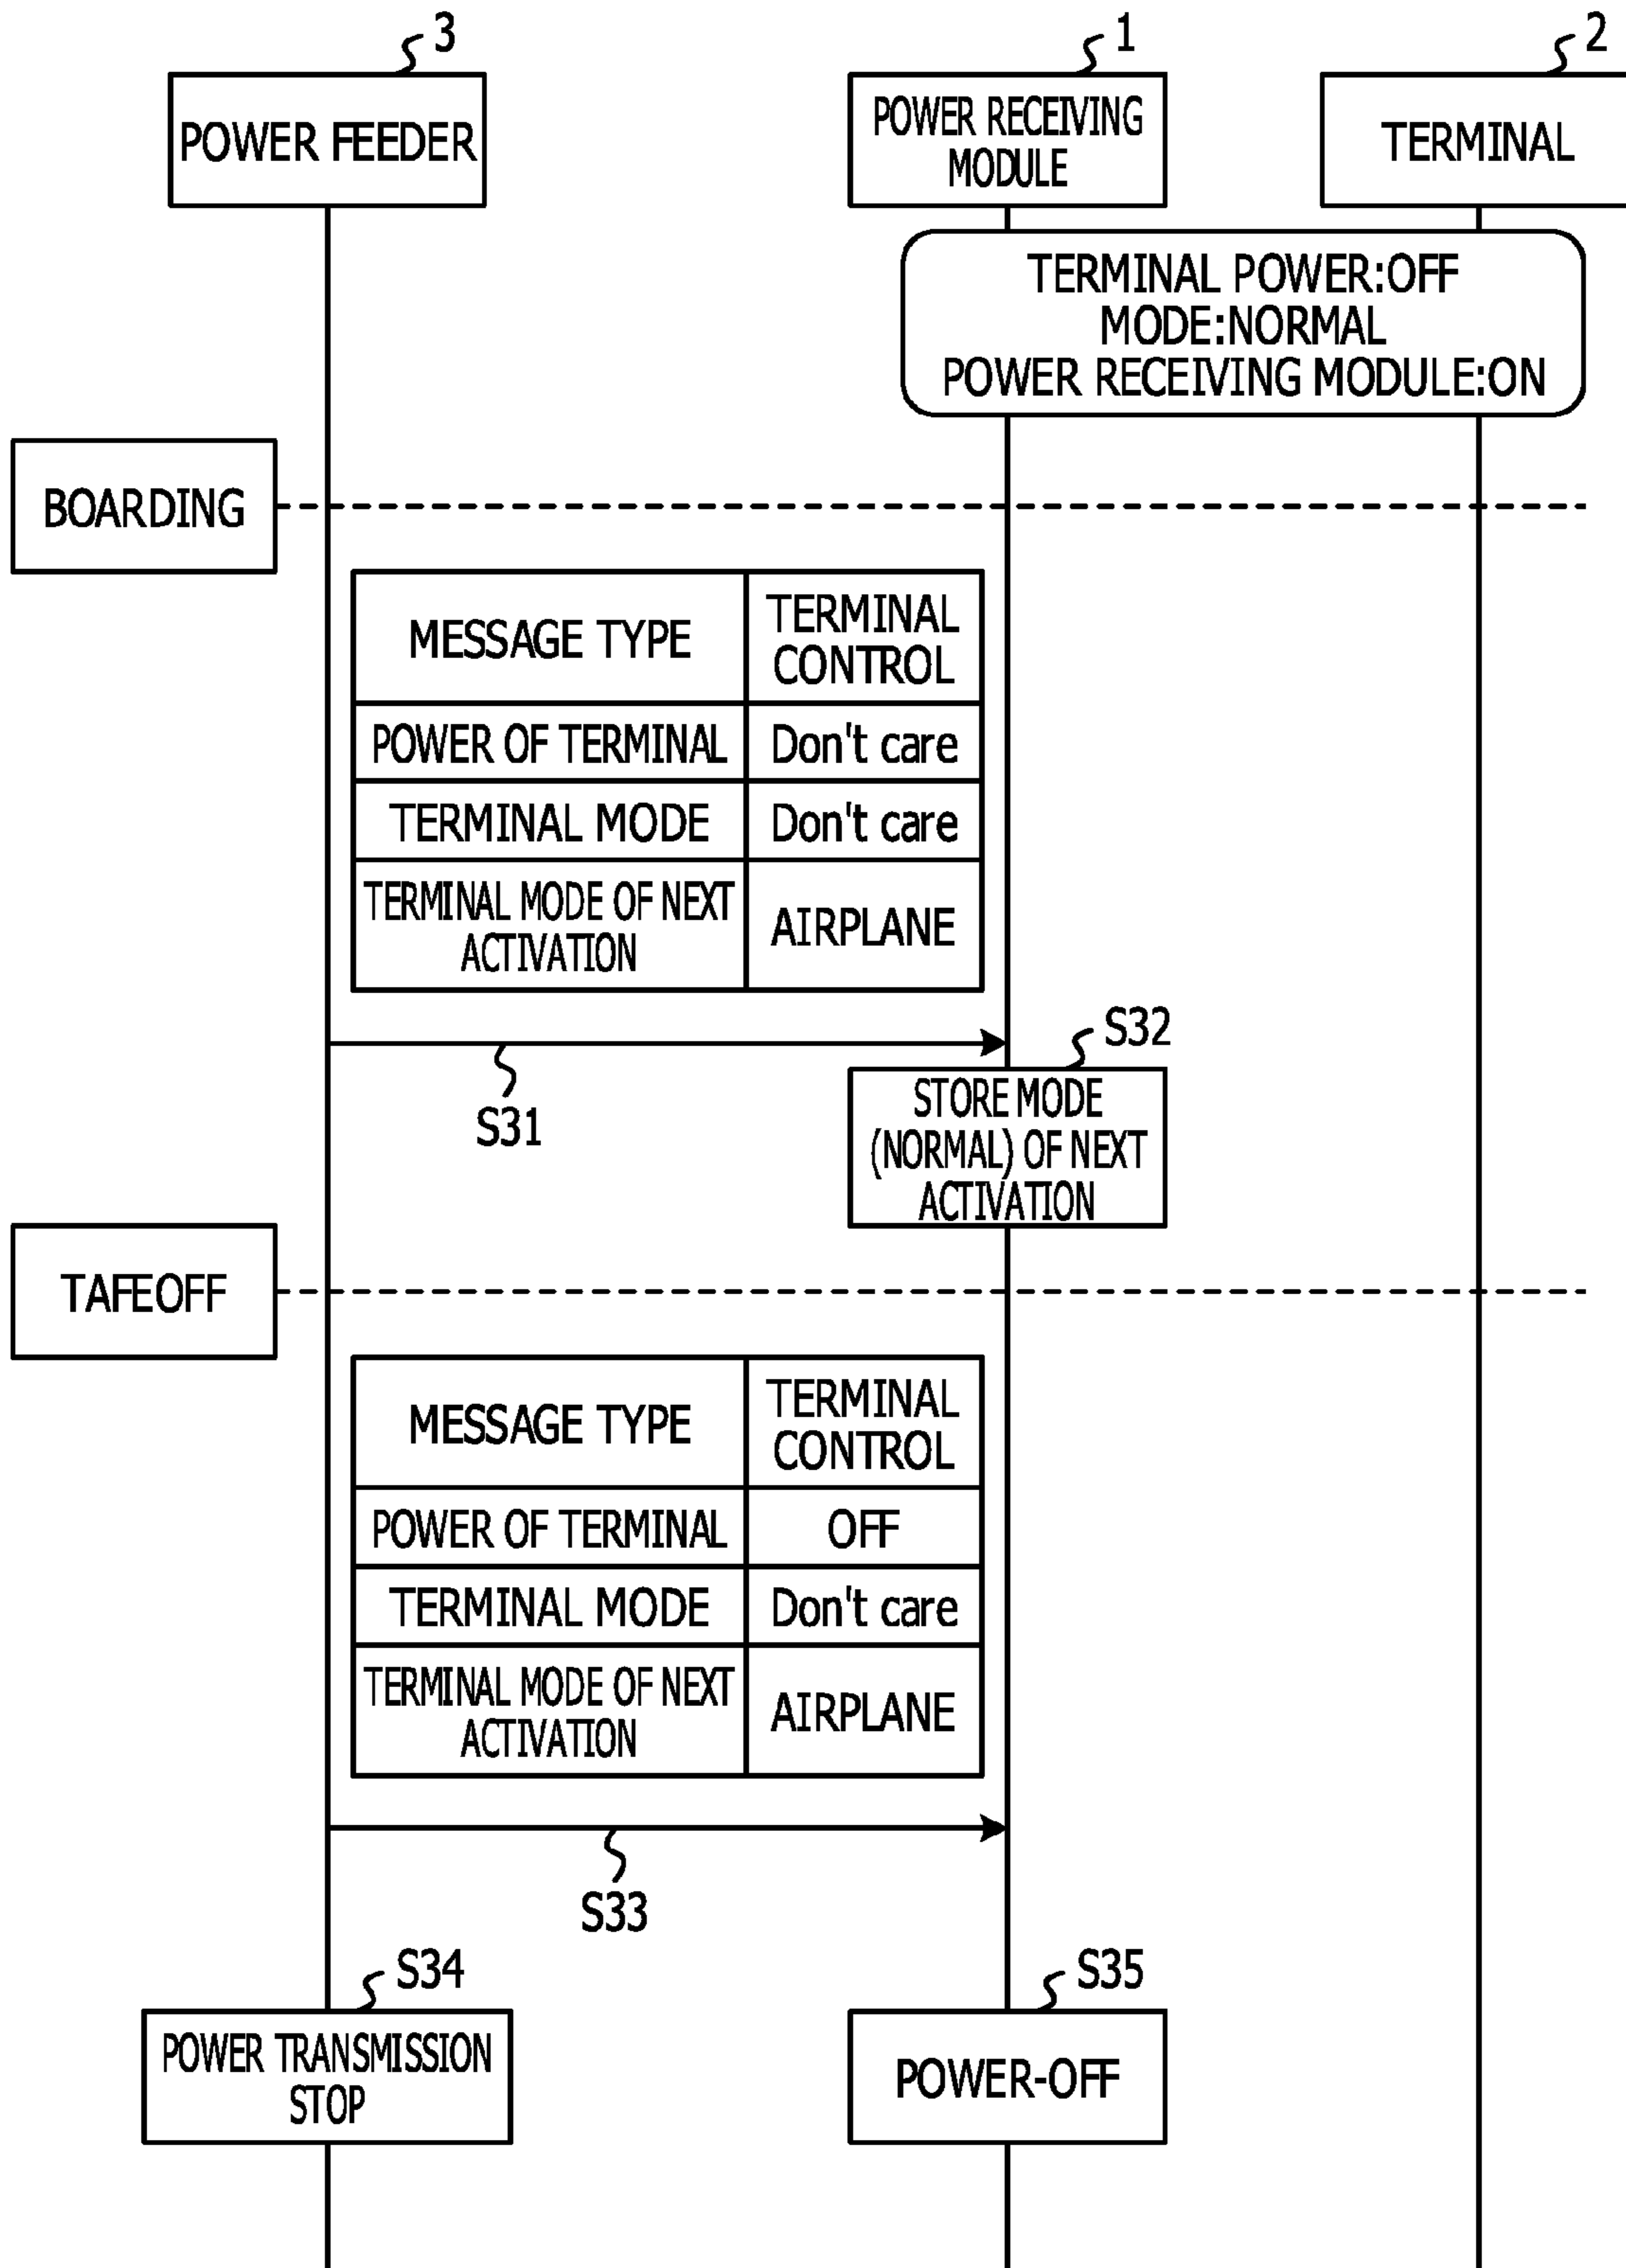 3
1
2
POWER FEEDER
POWER RECEIVING
MODULE
TERMINAL
TERMINAL POWER:OFF
MODE:NORMAL
POWER RECEIVING MODULE:ON
BOARDING
MESSAGE TYPE
TERMINAL
CONTROL
POWER OF TERMINAL
Don't care
TERMINAL MODE
Don't care
TERMINAL MODE OF NEXT
ACTIVATION
AIRPLANE
S31
S32
STORE MODE
(NORMAL) OF NEXT
ACTIVATION
TAFEOFF
MESSAGE TYPE
TERMINAL
CONTROL
POWER OF TERMINAL
OFF
TERMINAL MODE
Don't care
TERMINAL MODE OF NEXT
ACTIVATION
AIRPLANE
S33
S34
POWER TRANSMISSION
STOP
S35
POWER-OFF